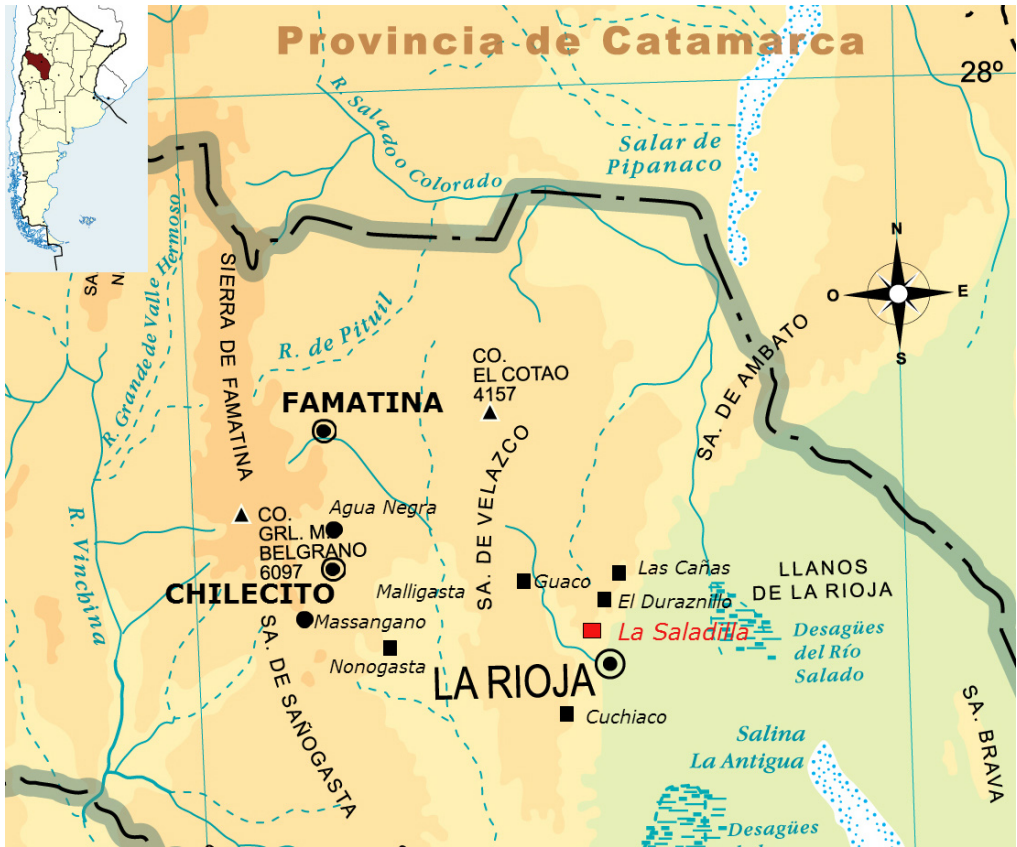 Provincia de Catamarca
28º
R. Salado o Colorado
Salar de
Pipanaco
N
O
E
S
SA.
N
R. Grande de Valle Hermoso
SIERRA DE FAMATINA
R. de Pituil
CO.
EL COTAO
4157
SA. DE AMBATO
FAMATINA
SA. DE VELAZCO
R. Vinchina
CO.
GRL. M.
BELGRANO
6097
Agua Negra
CHILECITO
Malligasta
Guaco
Las Cañas
El Duraznillo
LLANOS
DE LA RIOJA
Massangano
La Saladilla
Desagües
del Río
Salado
Nonogasta
SA. DE SAÑOGASTA
LA RIOJA
Cuchiaco
SA. BRAVA
Salina
La Antigua
Desagües